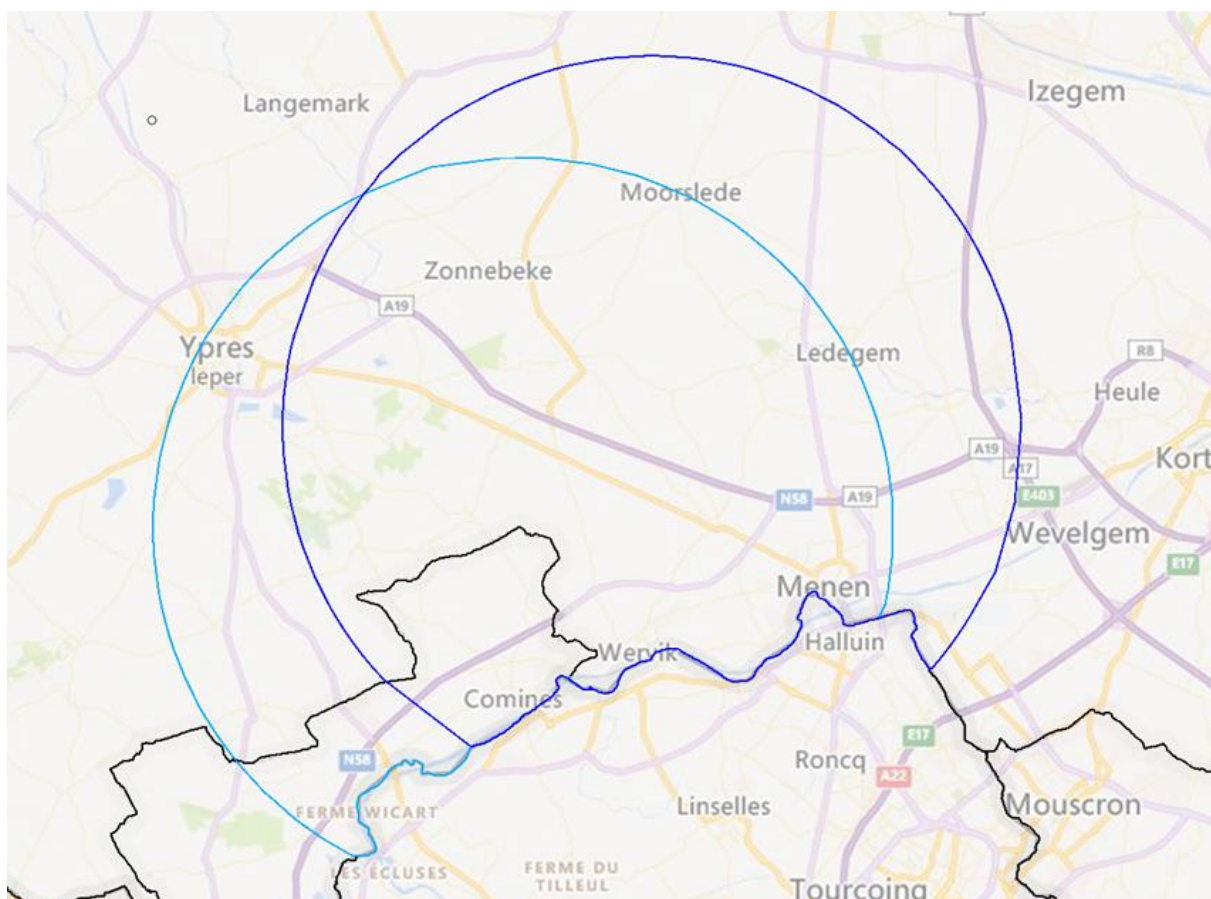 Izegem
Langemark
Moorslede
Zonnebeke
A19
Ypres
Ieper
Ledegem
R8
Heule
A19
Kort
A17
N58
A19
E403
Wevelgem
E17
Menen
Halluin
Wervik
Comines
E17
N58
Roncq
A22
FERME WICART
Linselles
Mouscron
LES ÉCLUSES
FERME DU
TILLEUL
Tourcoing